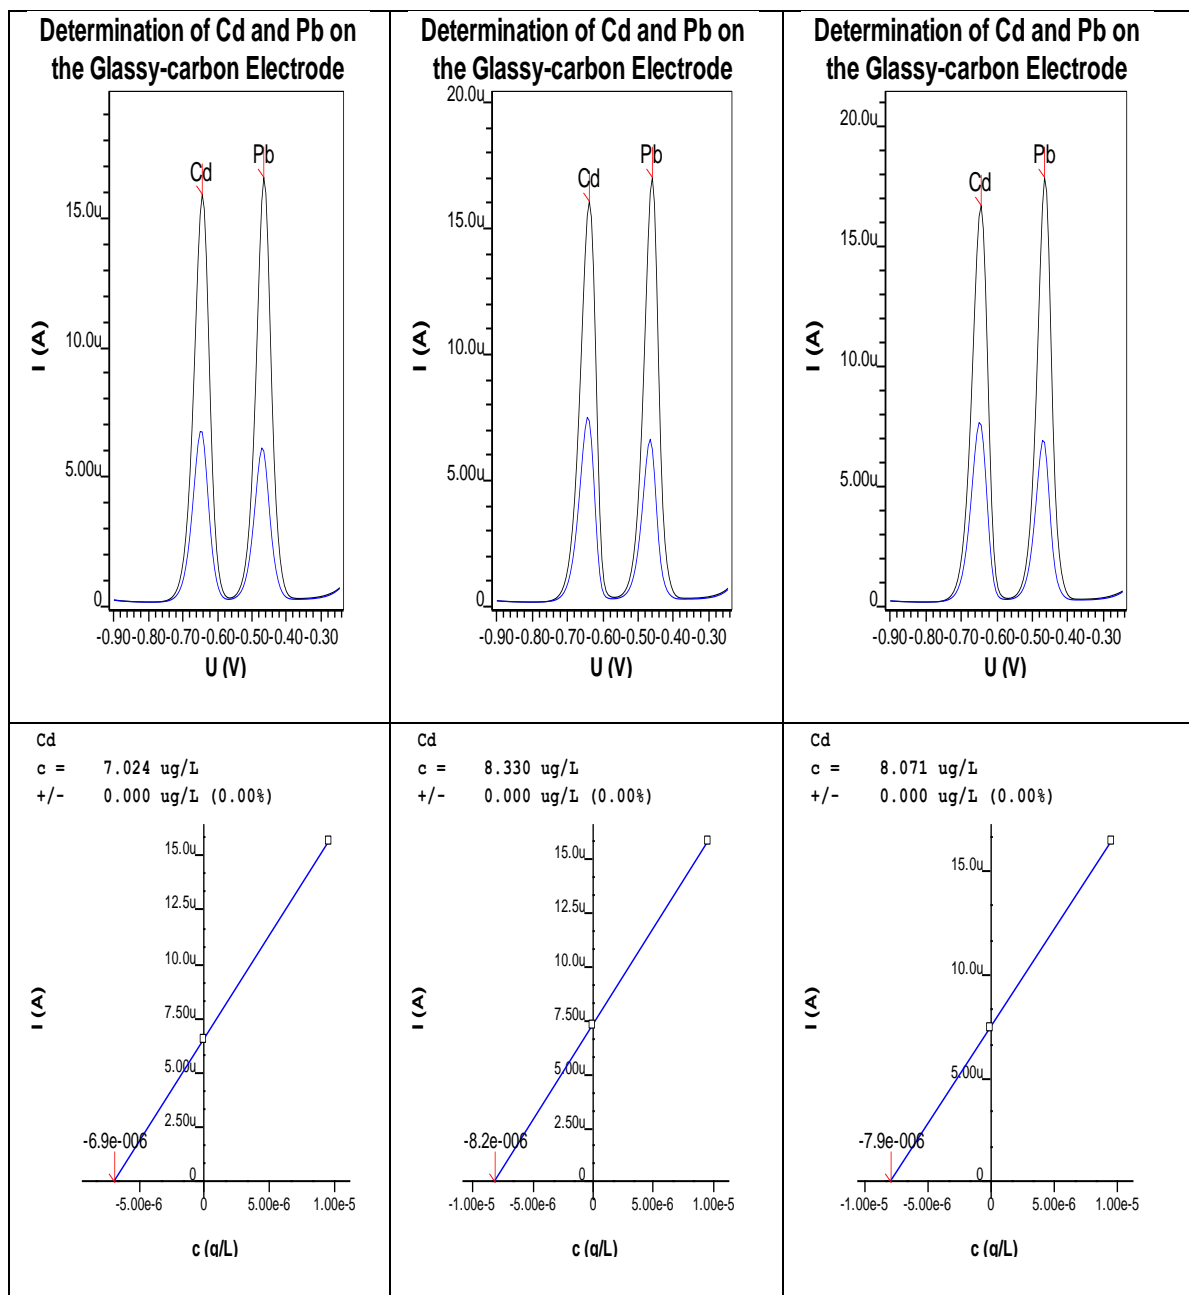 Determination of Cd and Pb on
the Glassy-carbon Electrode
Cd
Pb
15.0u
10.0u
5.00u
0
I (A)
-0.90-0.80-0.70-0.60-0.50-0.40-0.30
U (V)
Determination of Cd and Pb on
the Glassy-carbon Electrode
20.0u
Cd
Pb
15.0u
10.0u
5.00u
0
I (A)
-0.90-0.80-0.70-0.60-0.50-0.40-0.30
U (V)
Determination of Cd and Pb on
the Glassy-carbon Electrode
20.0u
Cd
Pb
15.0u
10.0u
5.00u
0
I (A)
-0.90-0.80-0.70-0.60-0.50-0.40-0.30
U (V)
Cd
c = 7.024 ug/L
+/- 0.000 ug/L (0.00%)
15.0u
12.5u
10.0u
7.50u
5.00u
2.50u
0
I (A)
-6.9e-006
-5.00e-6 0 5.00e-6 1.00e-5
c (g/L)
Cd
c = 8.330 ug/L
+/- 0.000 ug/L (0.00%)
15.0u
12.5u
10.0u
7.50u
5.00u
2.50u
0
I (A)
-8.2e-006
-1.00e-5 -5.00e-6 0 5.00e-6 1.00e-5
c (g/L)
Cd
c = 8.071 ug/L
+/- 0.000 ug/L (0.00%)
15.0u
10.0u
5.00u
0
I (A)
-7.9e-006
-1.00e-5 -5.00e-6 0 5.00e-6 1.00e-5
c (g/L)